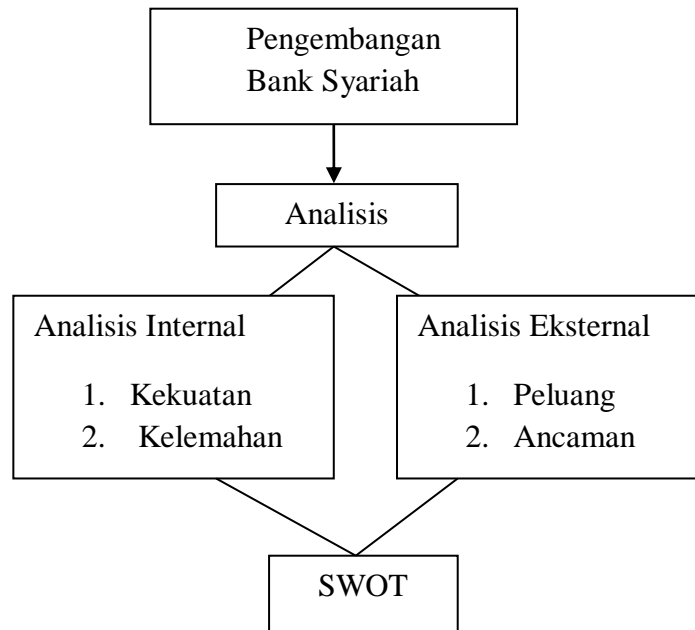 Pengembangan
Bank Syariah
Analisis
Analisis Internal
1. Kekuatan
2. Kelemahan
Analisis Eksternal
1. Peluang
2. Ancaman
SWOT